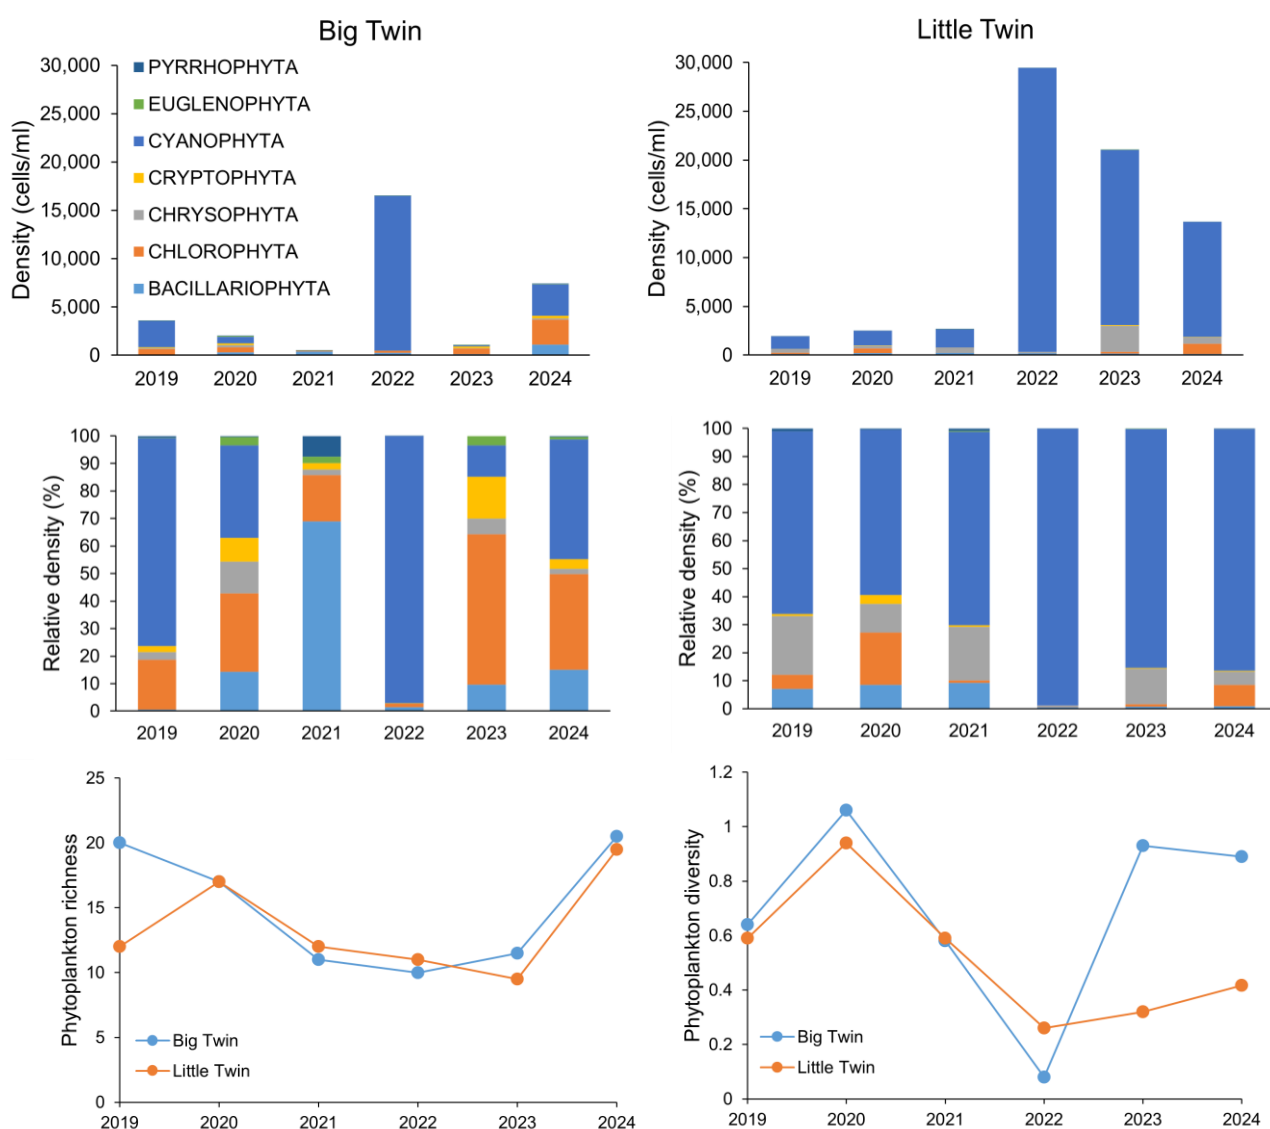 Big Twin
Density (cells/ml)
30,000
25,000
20,000
15,000
10,000
5,000
0
PYRRHOPHYTA
EUGLENOPHYTA
CYANOPHYTA
CRYPTOPHYTA
CHRYSOPHYTA
CHLOROPHYTA
BACILLARIOPHYTA
2019 2020 2021 2022 2023 2024
Little Twin
Density (cells/ml)
30,000
25,000
20,000
15,000
10,000
5,000
0
2019 2020 2021 2022 2023 2024
Relative density (%)
100
90
80
70
60
50
40
30
20
10
0
2019 2020 2021 2022 2023 2024
Relative density (%)
100
90
80
70
60
50
40
30
20
10
0
2019 2020 2021 2022 2023 2024
Phytoplankton richness
25
20
15
10
5
0
Big Twin
Little Twin
2019 2020 2021 2022 2023 2024
Phytoplankton diversity
1.2
1
0.8
0.6
0.4
0.2
0
Big Twin
Little Twin
2019 2020 2021 2022 2023 2024